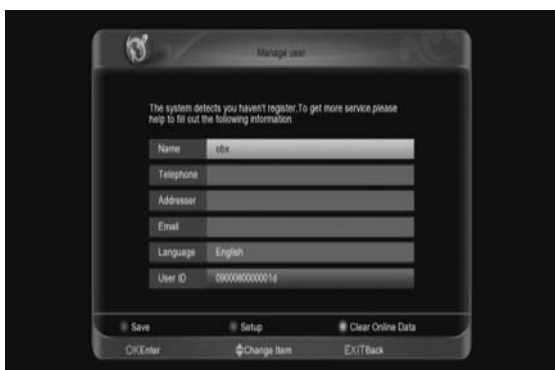 Manage user
The system detects you haven't register,To get more service,please
help to fill out the following information
Name obx
Telephone
Addresser
Email
Language English
User ID 0900080000001d
Save Setup Clear Online Data
OKEnter Change Item EXITBack